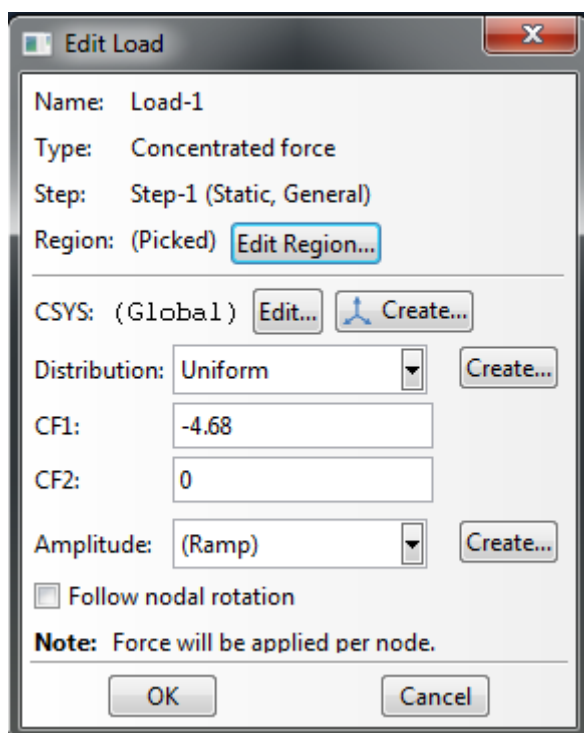 Edit Load
Name: Load-1
Type: Concentrated force
Step: Step-1 (Static, General)
Region: (Picked) Edit Region...
CSYS: (Global) Edit... Create...
Distribution: Uniform Create...
CF1: -4.68
CF2: 0
Amplitude: (Ramp) Create...
Follow nodal rotation
Note: Force will be applied per node.
OK Cancel